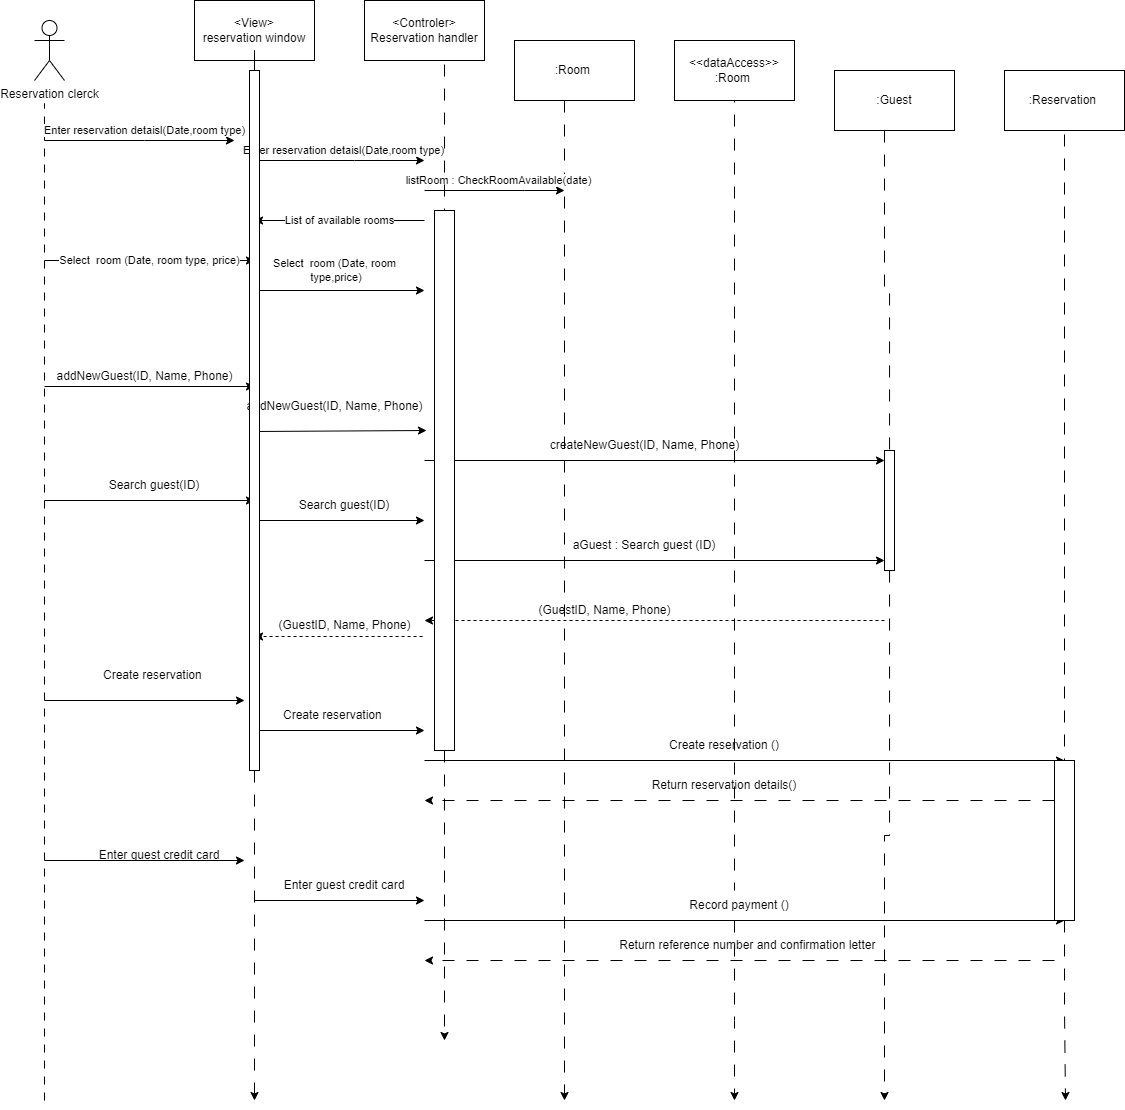 <View>
reservation window
<Controler>
Reservation handler
:Room
<<dataAccess>>
:Room
:Guest
:Reservation
Reservation clerck
Enter reservation detaisl(Date,room type)
Enter reservation detaisl(Date,room type)
listRoom : CheckRoomAvailable(date)
List of available rooms
Select  room (Date, room type, price)
Select  room (Date, room
type,price)
addNewGuest(ID, Name, Phone)
addNewGuest(ID, Name, Phone)
createNewGuest(ID, Name, Phone)
Search guest(ID)
Search guest(ID)
aGuest : Search guest (ID)
(GuestID, Name, Phone)
(GuestID, Name, Phone)
Create reservation
Create reservation
Create reservation ()
Return reservation details()
Enter guest credit card
Enter guest credit card
Record payment ()
Return reference number and confirmation letter